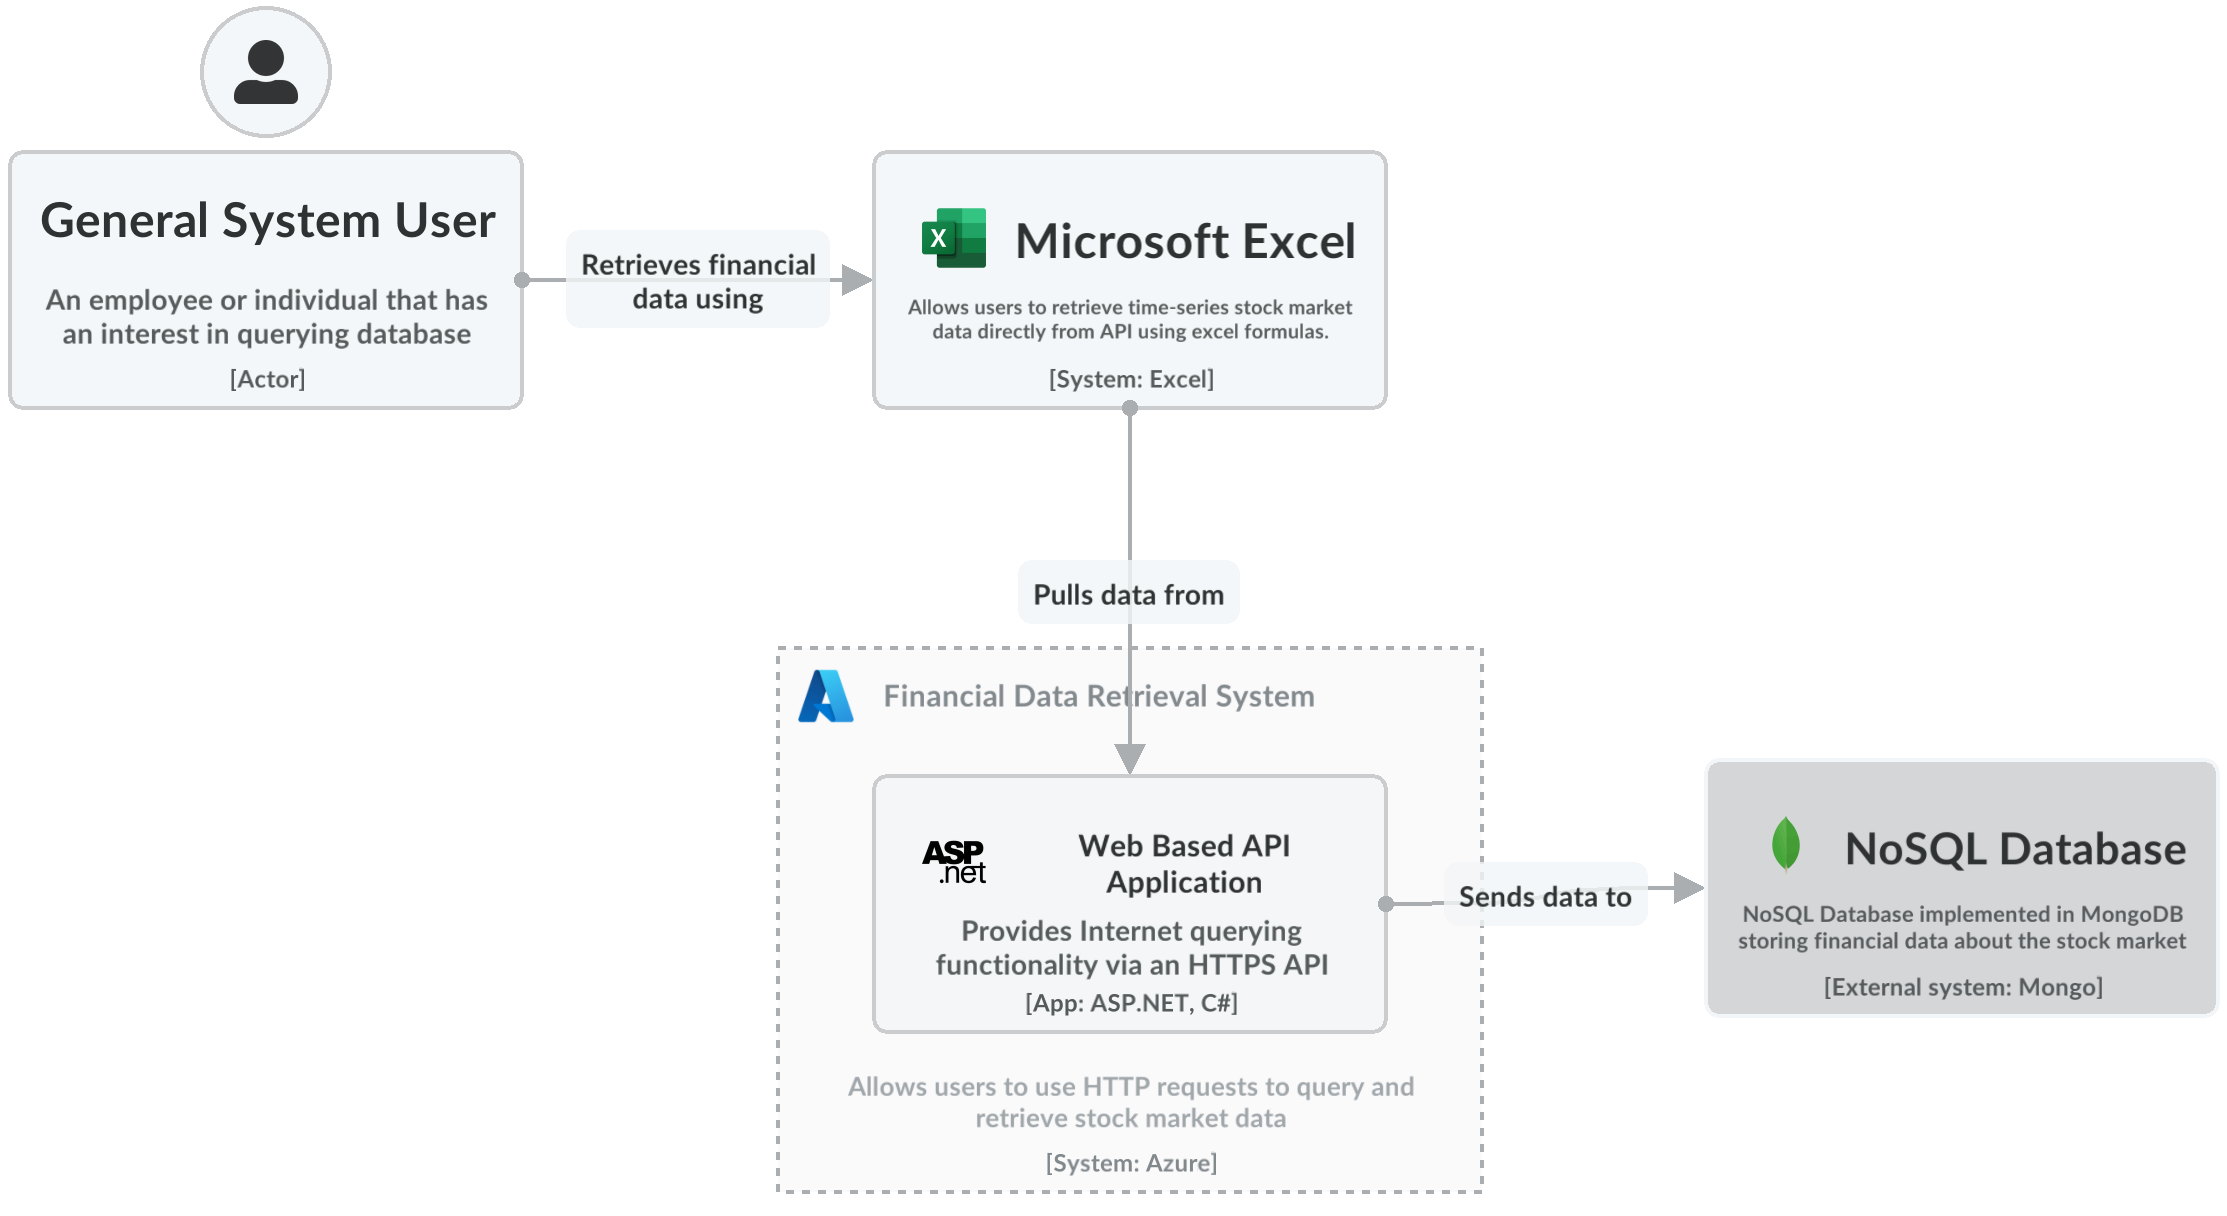 General System User
An employee or individual that has
an interest in querying database
[Actor]
Retrieves financial
data using
X
Microsoft Excel
Allows users to retrieve time-series stock market
data directly from API using excel formulas.
[System: Excel]
Pulls data from
Financial Data Retrieval System
ASP
.net
Web Based API
Application
Provides Internet querying
functionality via an HTTPS API
[App: ASP.NET, C#]
Allows users to use HTTP requests to query and
retrieve stock market data
[System: Azure]
Sends data to
NoSQL Database
NoSQL Database implemented in MongoDB
storing financial data about the stock market
[External system: Mongo]